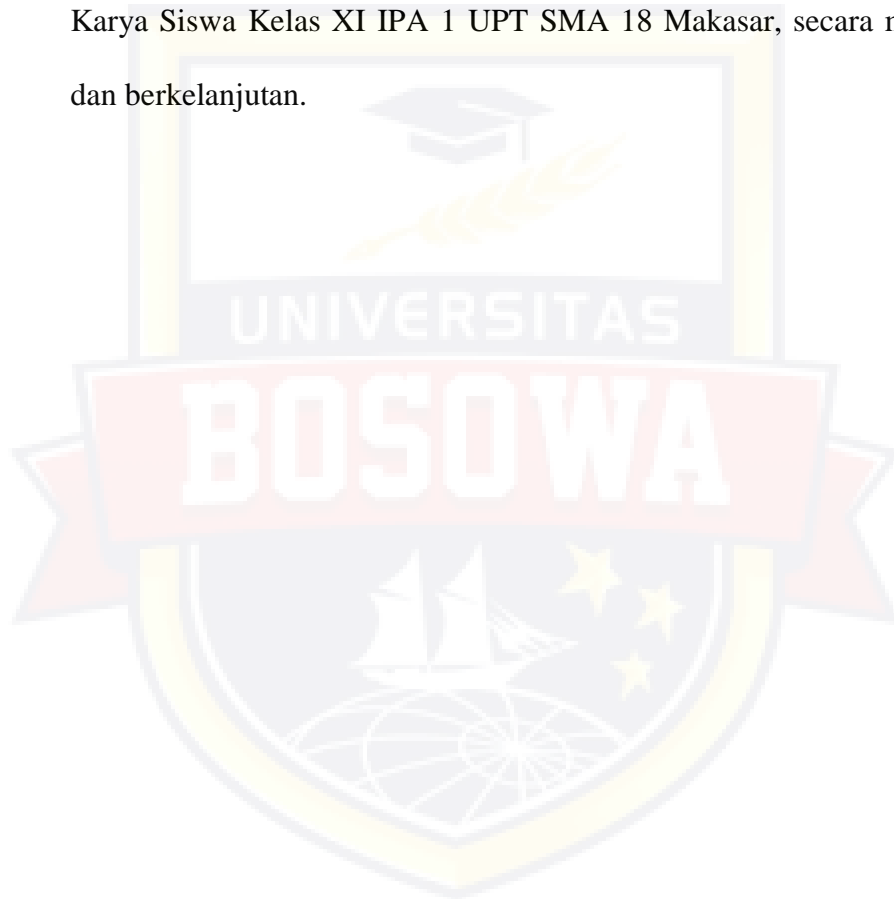 Karya Siswa Kelas XI IPA 1 UPT SMA 18 Makasar, secara
dan berkelanjutan.
UNIVERSITAS
BOSOWA